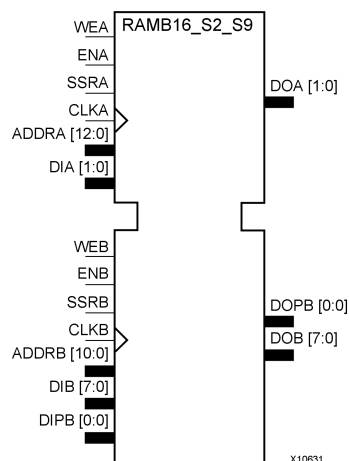 RAMB16_S2_S9
WEA
ENA
SSRA
CLKA
ADDRA [12:0]
DIA [1:0]
DOA [1:0]
WEB
ENB
SSRB
CLKB
ADDRB [10:0]
DIB [7:0]
DIPB [0:0]
DOPB [0:0]
DOB [7:0]
X10631